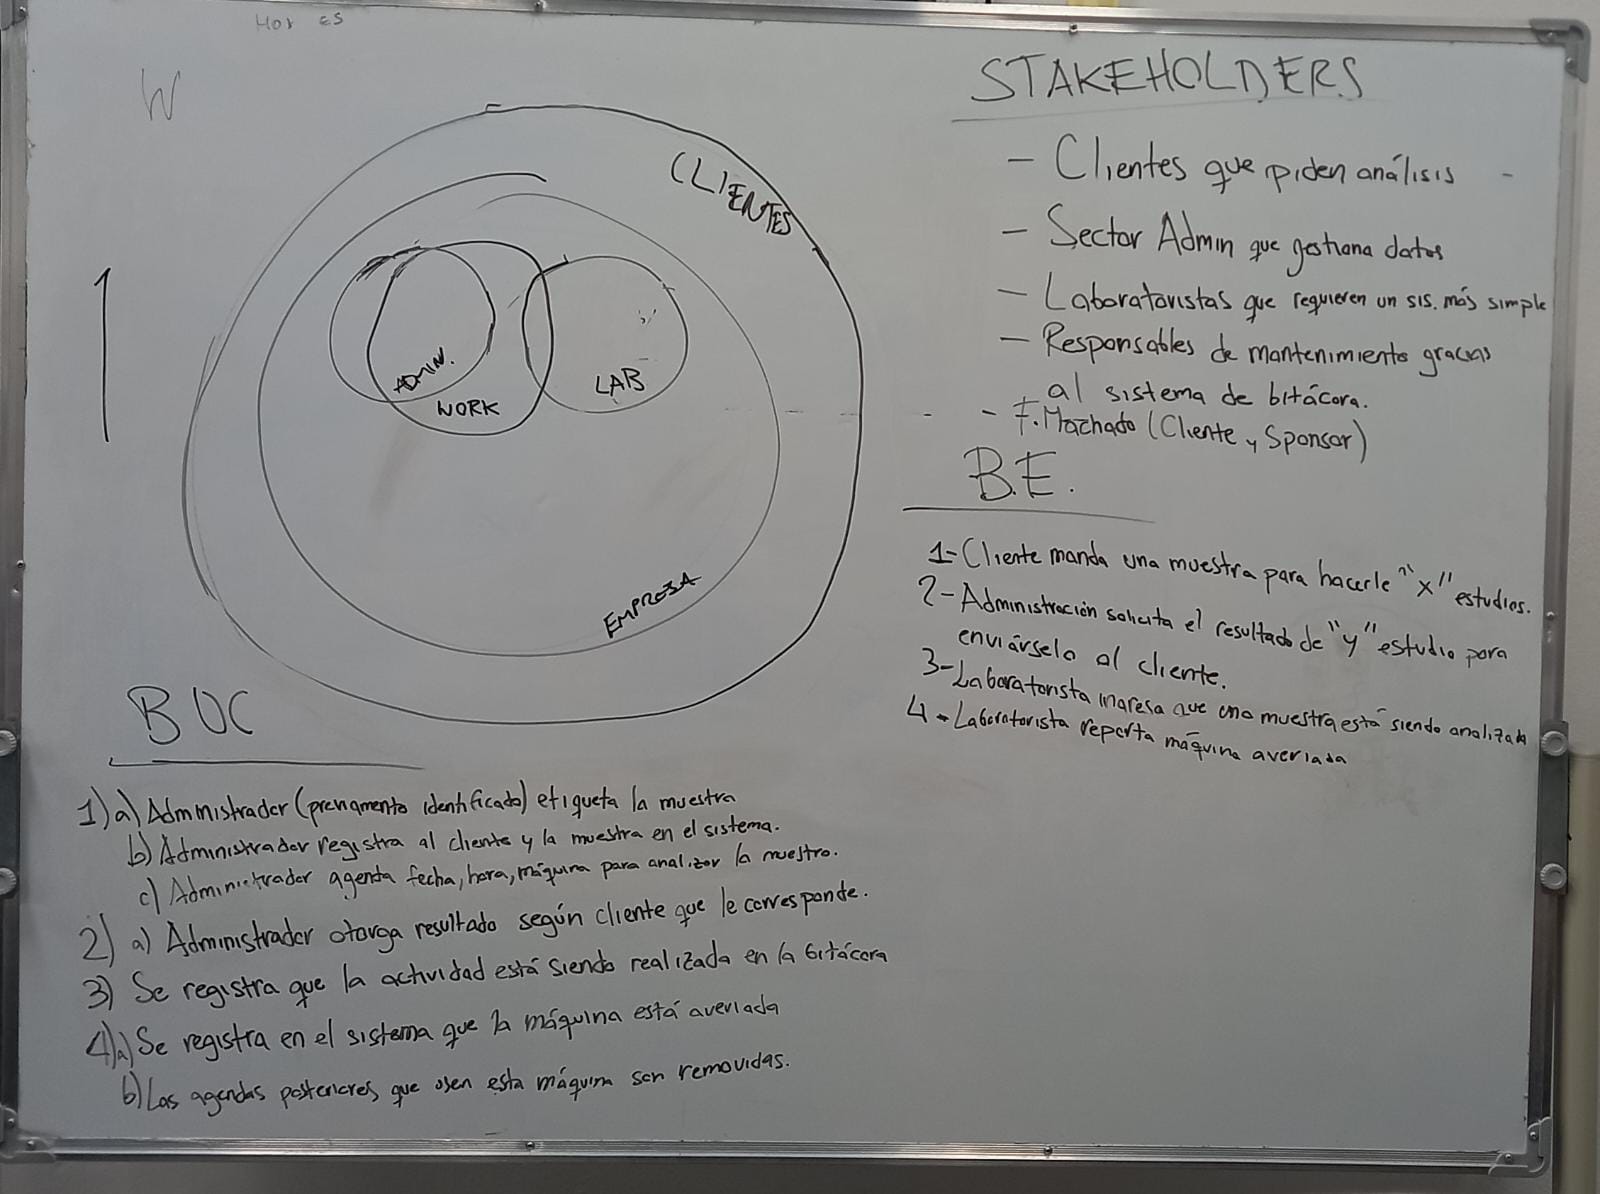 W
CLIENTES
ADMIN.
WORK
LAB
EMPRESA
STAKEHOLDERS
- Clientes que piden análisis -
- Sector Admin que gestiona datos
- Laboratoristas que requieren un sis. más simple
- Responsables de mantenimiento gracias
al sistema de bitácora.
- F. Machado (Cliente y Sponsor)
B.E.
1- Cliente manda una muestra para hacerle "x" estudios.
2- Administración solicita el resultado de "y" estudio para
enviárselo al cliente.
3- Laboratorista ingresa que una muestra está siendo analizada
4- Laboratorista reporta máquina averiada
BUC
1) a) Administrador (previamente identificado) etiqueta la muestra
b) Administrador registra al cliente y la muestra en el sistema.
c) Administrador agenda fecha, hora, máquina para analizar la muestra.
2) a) Administrador otorga resultado según cliente que le corresponde.
3) Se registra que la actividad está siendo realizada en la bitácora
4) a) Se registra en el sistema que la máquina está averiada
b) Las agendas posteriores que usen esta máquina son removidas.